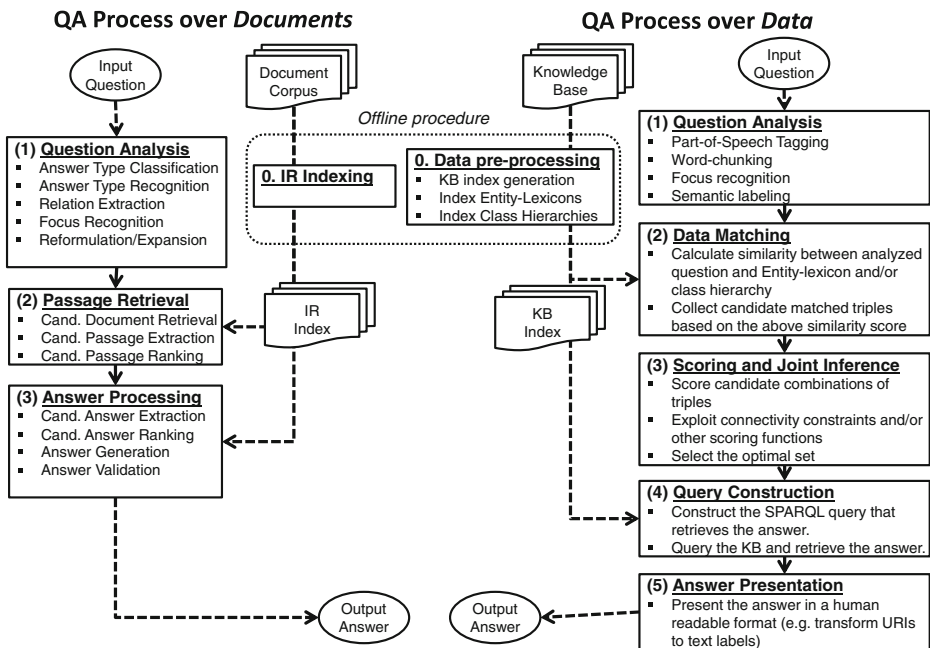 QA Process over Documents
Input
Question
Document
Corpus
Offline procedure
(1) Question Analysis
▪ Answer Type Classification
▪ Answer Type Recognition
▪ Relation Extraction
▪ Focus Recognition
▪ Reformulation/Expansion
0. IR Indexing
(2) Passage Retrieval
▪ Cand. Document Retrieval
▪ Cand. Passage Extraction
▪ Cand. Passage Ranking
IR
Index
(3) Answer Processing
▪ Cand. Answer Extraction
▪ Cand. Answer Ranking
▪ Answer Generation
▪ Answer Validation
Output
Answer
QA Process over Data
Knowledge
Base
Input
Question
0. Data pre-processing
▪ KB index generation
▪ Index Entity-Lexicons
▪ Index Class Hierarchies
(1) Question Analysis
▪ Part-of-Speech Tagging
▪ Word-chunking
▪ Focus recognition
▪ Semantic labeling
(2) Data Matching
▪ Calculate similarity between analyzed
question and Entity-lexicon and/or
class hierarchy
▪ Collect candidate matched triples
based on the above similarity score
KB
Index
(3) Scoring and Joint Inference
▪ Score candidate combinations of
triples
▪ Exploit connectivity constraints and/or
other scoring functions
▪ Select the optimal set
(4) Query Construction
▪ Construct the SPARQL query that
retrieves the answer.
▪ Query the KB and retrieve the answer.
(5) Answer Presentation
▪ Present the answer in a human
readable format (e.g. transform URIs
to text labels)
Output
Answer